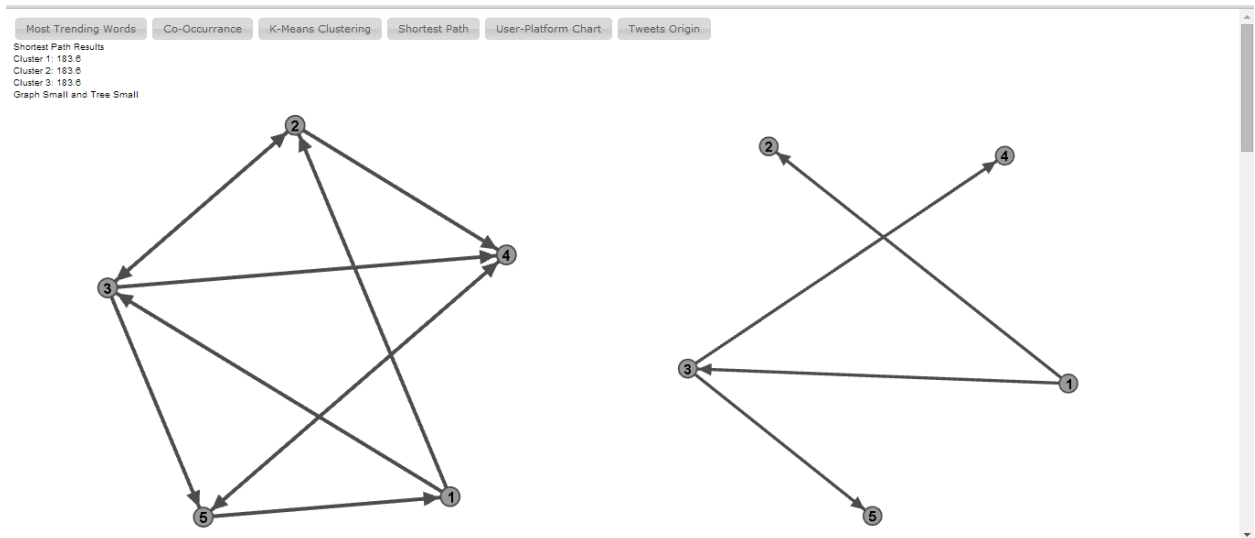 Most Trending Words Co-Occurrance K-Means Clustering Shortest Path User-Platform Chart Tweets Origin
Shortest Path Results
Cluster 1: 183.6
Cluster 2: 183.6
Cluster 3: 183.6
Graph Small and Tree Small
2
4
3
1
5
2
4
3
1
5